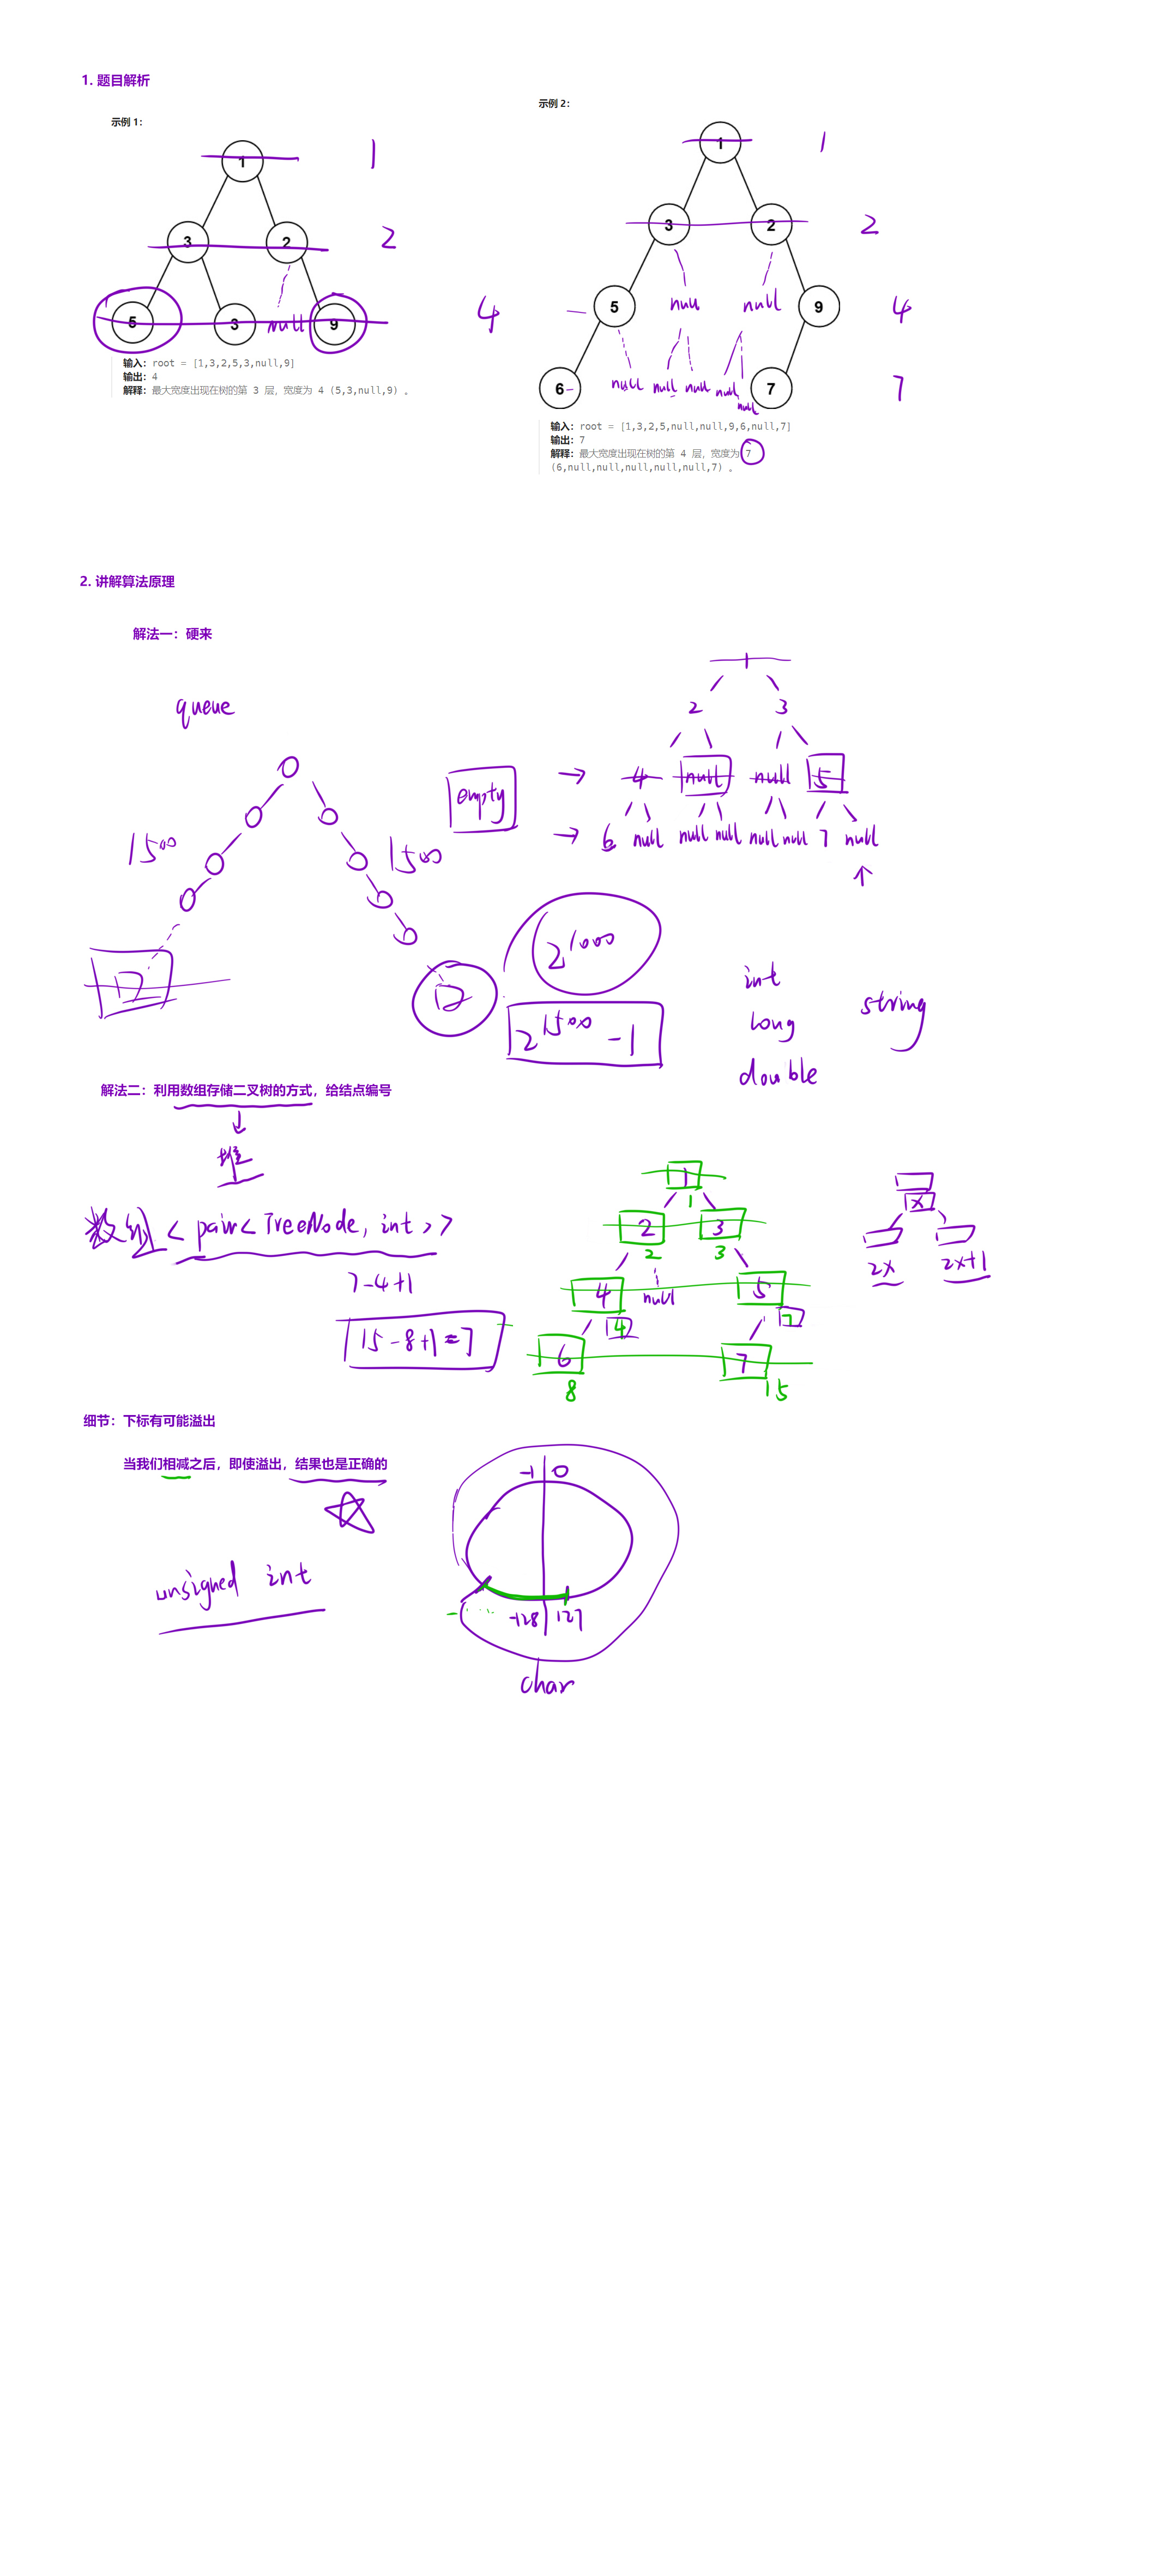 1. 题目解析
示例 1：
1 1
3 2 2
null
5 3 9
输入：root = [1,3,2,5,3,null,9]
输出：4
解释：最大宽度出现在树的第 3 层，宽度为 4 (5,3,null,9) 。
示例 2：
1 1
3 2 2
4 5 null null 9 4
6 null null null null null 7 7
输入：root = [1,3,2,5,null,null,9,6,null,7]
输出：7
解释：最大宽度出现在树的第 4 层，宽度为 7
(6,null,null,null,null,null,7) 。
2. 讲解算法原理
解法一：硬来
queue
1
2 3
empty → 4 null null 5
→ 6 null null null null null 7 null
↑
1500 1500
2^1000
2^1500 - 1
int
long
double
string
解法二：利用数组存储二叉树的方式，给结点编号
↓
堆
数组 < pair< TreeNode, int > >
7-4+1
15-8+1=7
1
1
2 3
2 3
4 null 5
4 7
6 7
8 15
x
2x 2x+1
细节：下标有可能溢出
当我们相减之后，即使溢出，结果也是正确的
unsigned int
-1 0
-128 127
char